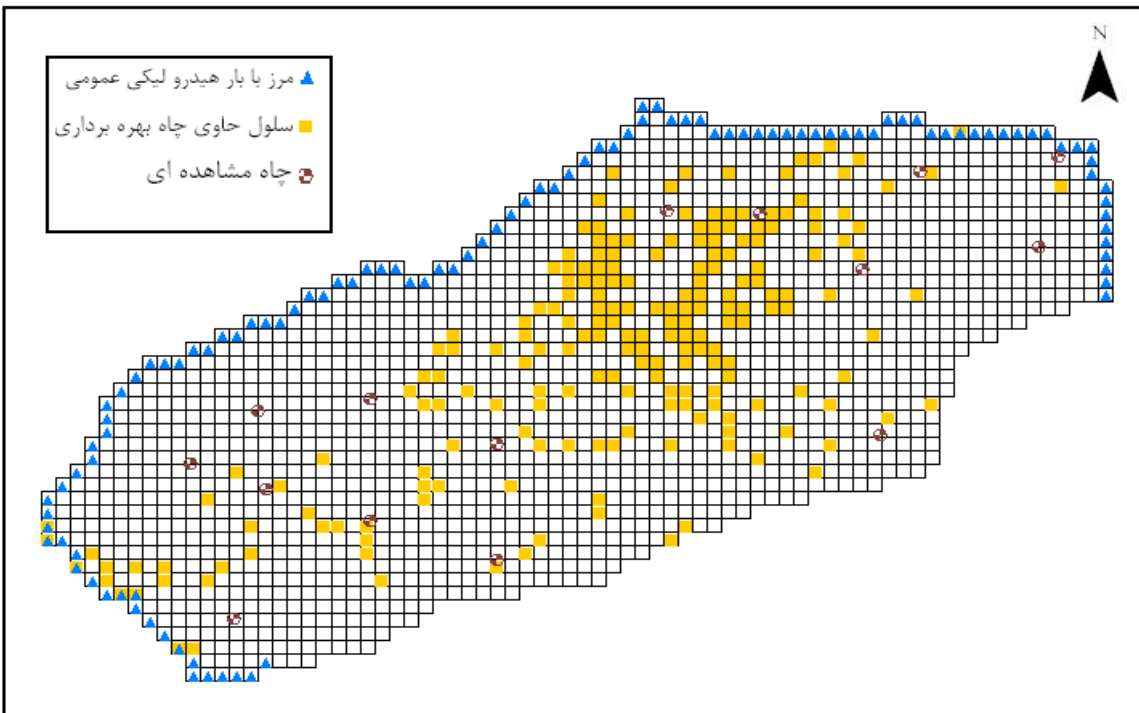 N
مرز با بار هیدرو لیکی عمومی
سلول حاوی چاه بهره برداری
چاه مشاهده ای